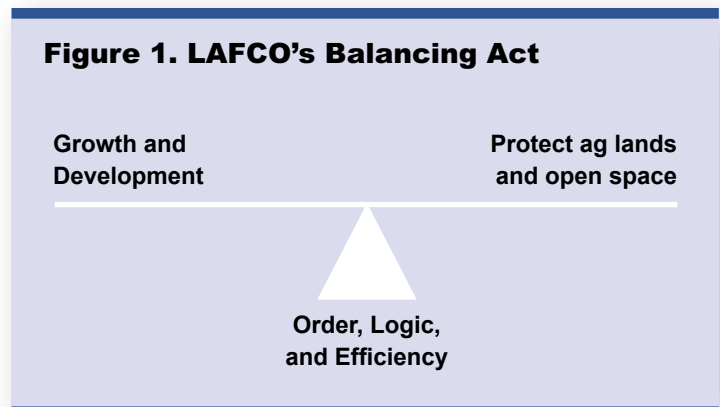 Figure 1. LAFCO’s Balancing Act
Growth and
Development
Protect ag lands
and open space
Order, Logic,
and Efficiency